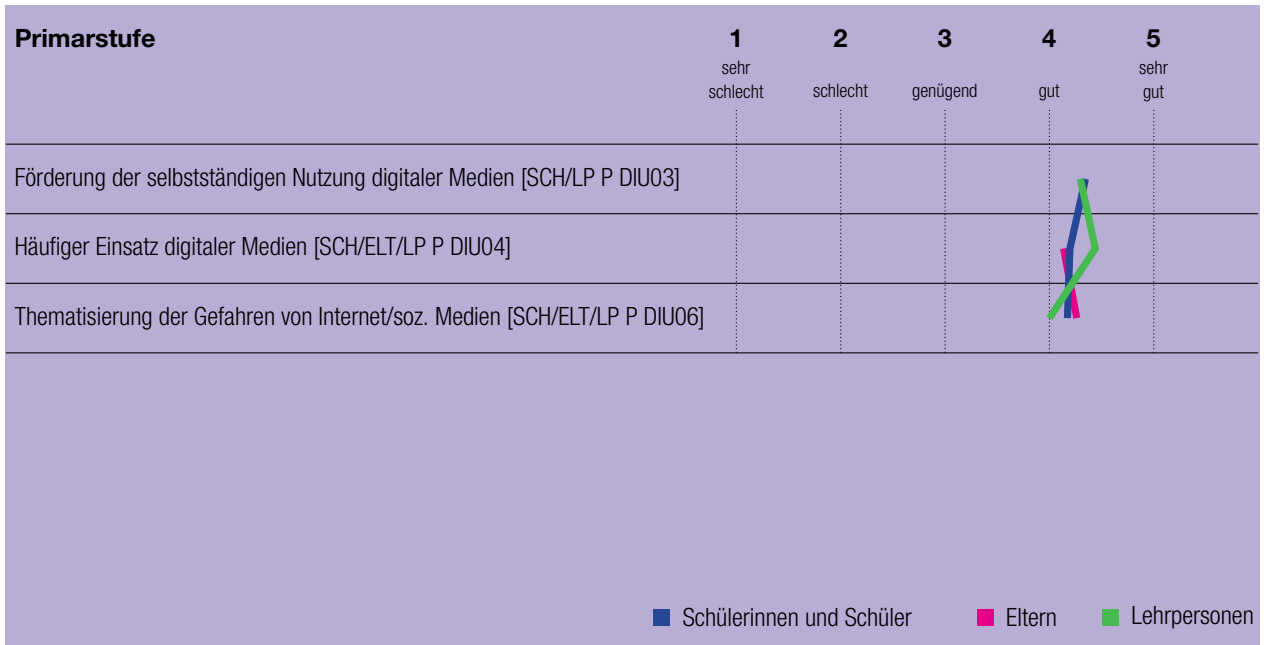 Primarstufe 1 2 3 4 5
sehr schlecht schlecht genügend gut sehr gut
Förderung der selbstständigen Nutzung digitaler Medien [SCH/LP P DIU03]
Häufiger Einsatz digitaler Medien [SCH/ELT/LP P DIU04]
Thematisierung der Gefahren von Internet/soz. Medien [SCH/ELT/LP P DIU06]
Schülerinnen und Schüler Eltern Lehrpersonen